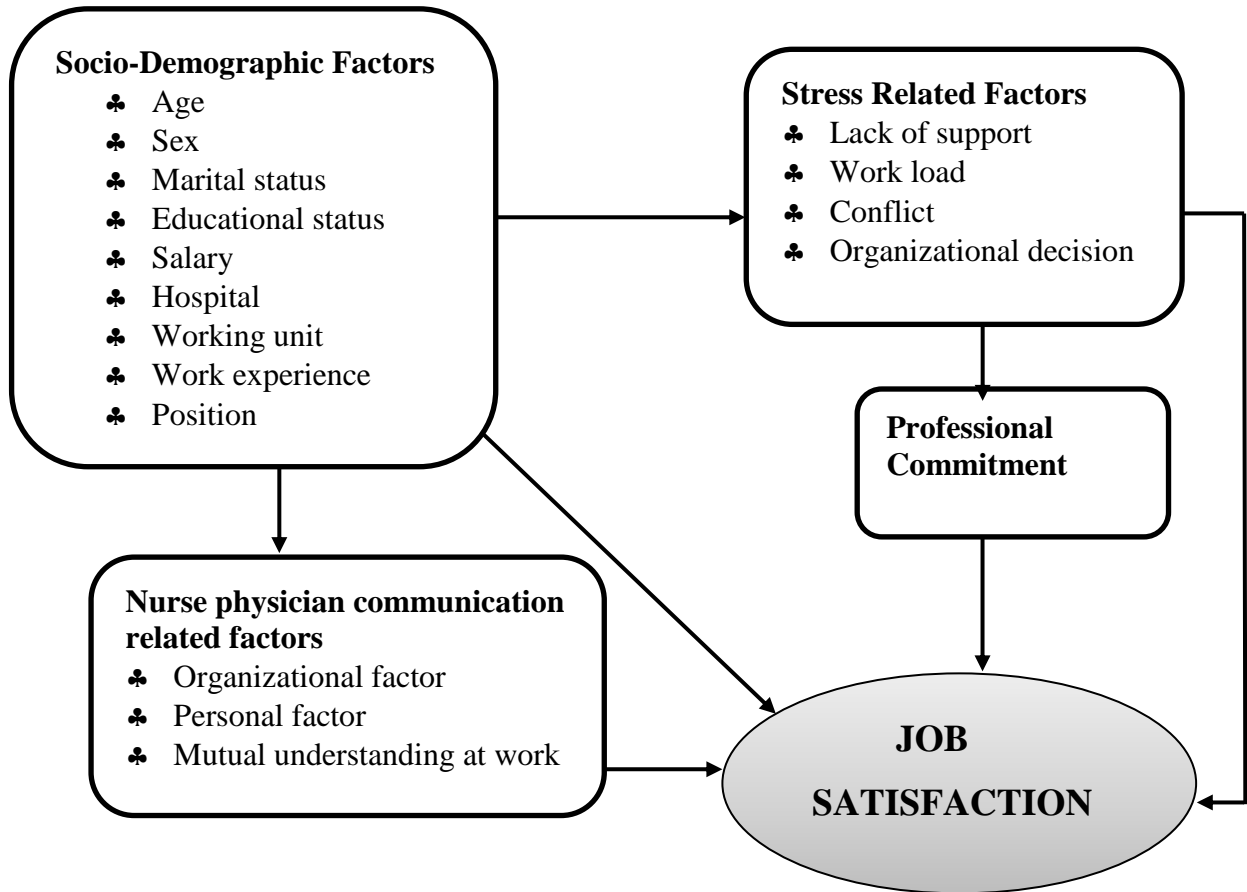 Socio-Demographic Factors
♣ Age
♣ Sex
♣ Marital status
♣ Educational status
♣ Salary
♣ Hospital
♣ Working unit
♣ Work experience
♣ Position
Stress Related Factors
♣ Lack of support
♣ Work load
♣ Conflict
♣ Organizational decision
Professional
Commitment
Nurse physician communication
related factors
♣ Organizational factor
♣ Personal factor
♣ Mutual understanding at work
JOB
SATISFACTION